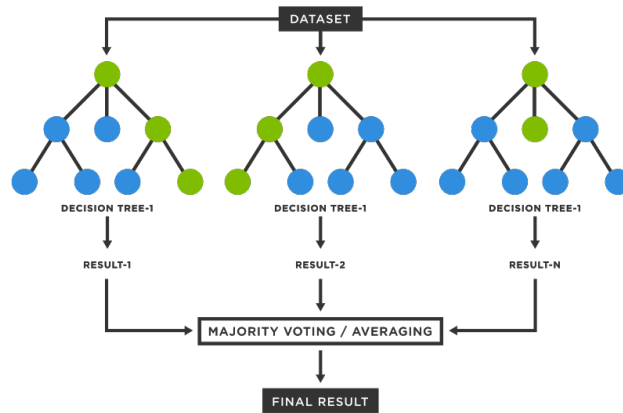 DATASET
DECISION TREE-1
DECISION TREE-1
DECISION TREE-1
RESULT-1
RESULT-2
RESULT-N
MAJORITY VOTING / AVERAGING
FINAL RESULT